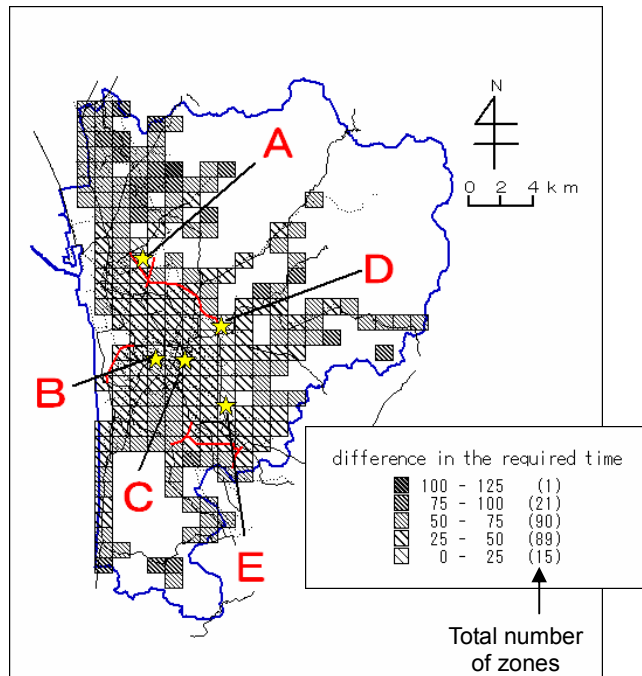 N
A
0 2 4 km
D
B
C
E
difference in the required time
100 - 125 (1)
75 - 100 (21)
50 - 75 (90)
25 - 50 (89)
0 - 25 (15)
Total number
of zones